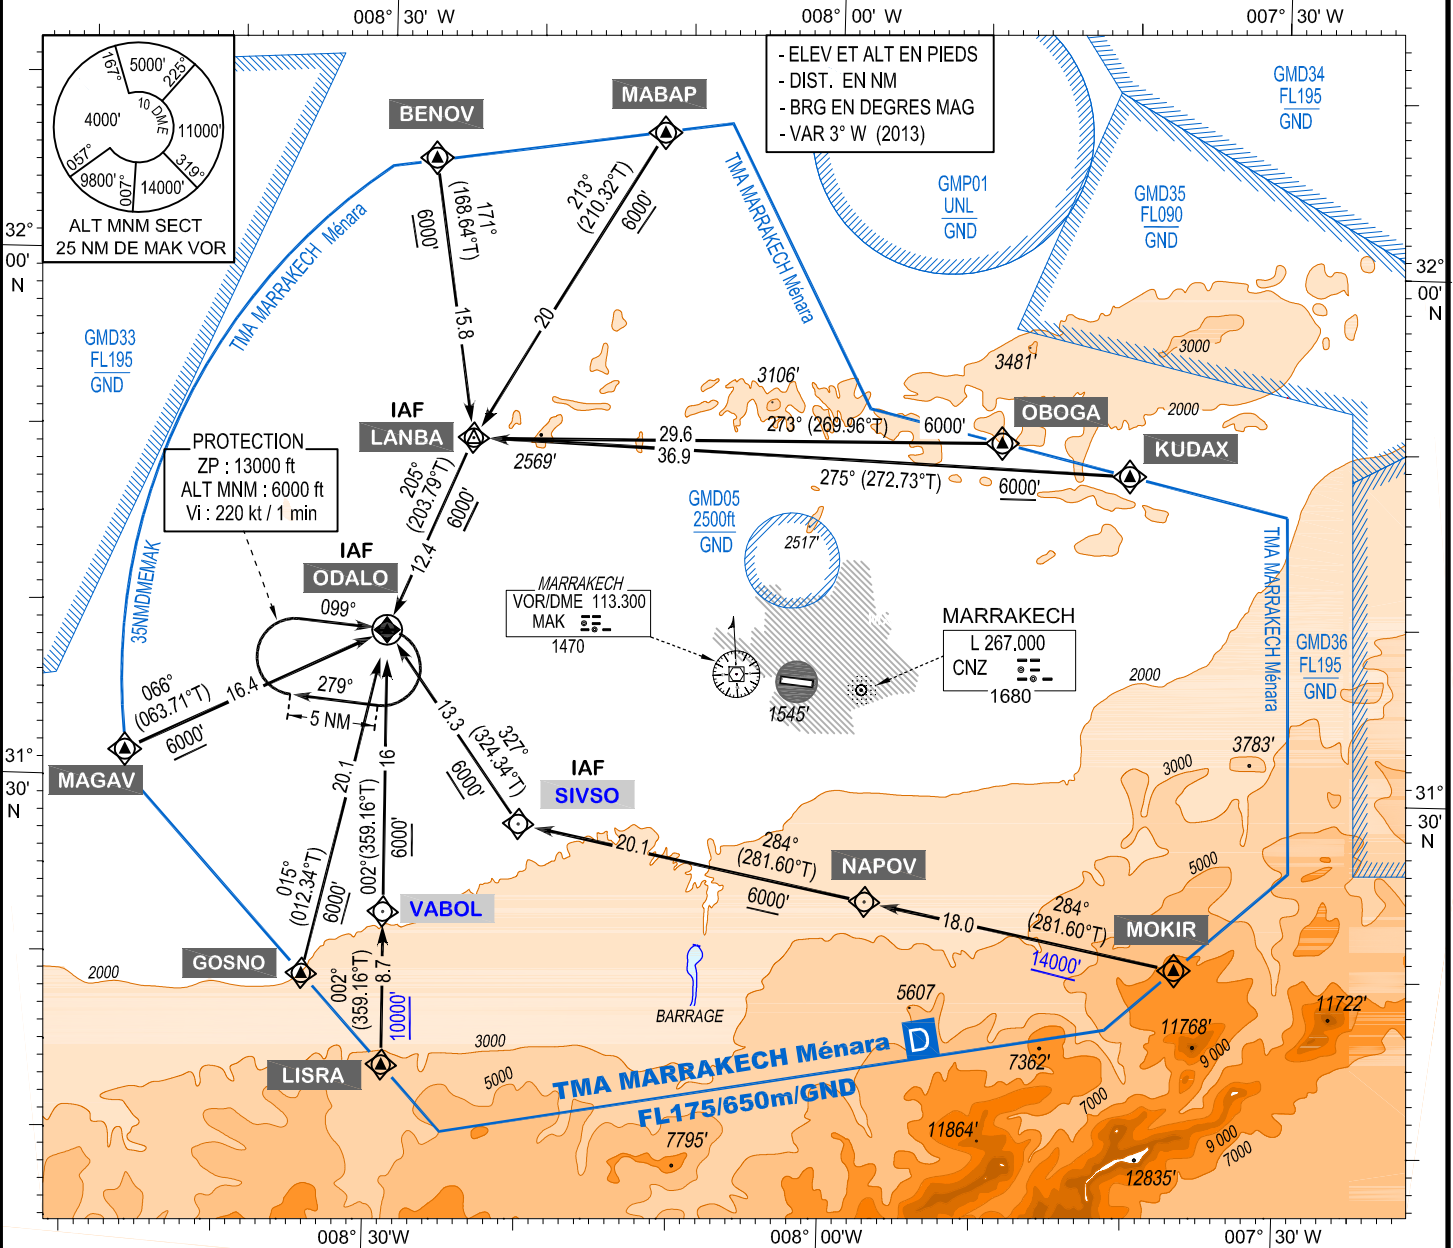 008°30' W
008°00' W
007°30' W
167°
5000'
225°
10 DME
4000'
11000'
057°
319°
9800'
007°
14000'
ALT MNM SECT
25 NM DE MAK VOR
- ELEV ET ALT EN PIEDS
- DIST. EN NM
- BRG EN DEGRES MAG
- VAR 3° W (2013)
GMD34
FL195
GND
BENOV
MABAP
GMP01
UNL
GND
GMD35
FL090
GND
TMA MARRAKECH Ménara
TMA MARRAKECH Ménara
171°
(168.64°T)
6000'
15.8
213°
(210.32°T)
6000'
20
32°
00'
N
32°
00'
N
GMD33
FL195
GND
3481'
3000
3106'
2000
IAF
LANBA
2569'
29.6
273° (269.96°T)
6000'
OBOGA
36.9
275° (272.73°T)
6000'
KUDAX
PROTECTION
ZP : 13000 ft
ALT MNM : 6000 ft
Vi : 220 kt / 1 min
205°
(203.79°T)
6000'
12.4
GMD05
2500ft
GND
2517'
IAF
ODALO
35NMDMEMAK
099°
279°
5 NM
MARRAKECH
VOR/DME 113.300
MAK
1470
MARRAKECH
L 267.000
CNZ
1680
1545'
TMA MARRAKECH Ménara
GMD36
FL195
GND
2000
066°
(063.71°T)
16.4
6000'
MAGAV
13.3
327°
(324.34°T)
6000'
IAF
SIVSO
3783'
3000
31°
30'
N
31°
30'
N
20.1
015°
(012.34°T)
6000'
16
002° (359.16°T)
6000'
20.1
284°
(281.60°T)
6000'
NAPOV
5000
VABOL
18.0
284°
(281.60°T)
14000'
MOKIR
GOSNO
2000
002°
(359.16°T)
8.7
10000'
BARRAGE
5607
11722'
11768'
LISRA
3000
5000
TMA MARRAKECH Ménara D
FL175/650m/GND
7362'
9 000
7000
7795'
11864'
9 000
7000
12835'
008°30' W
008°00' W
007°30' W